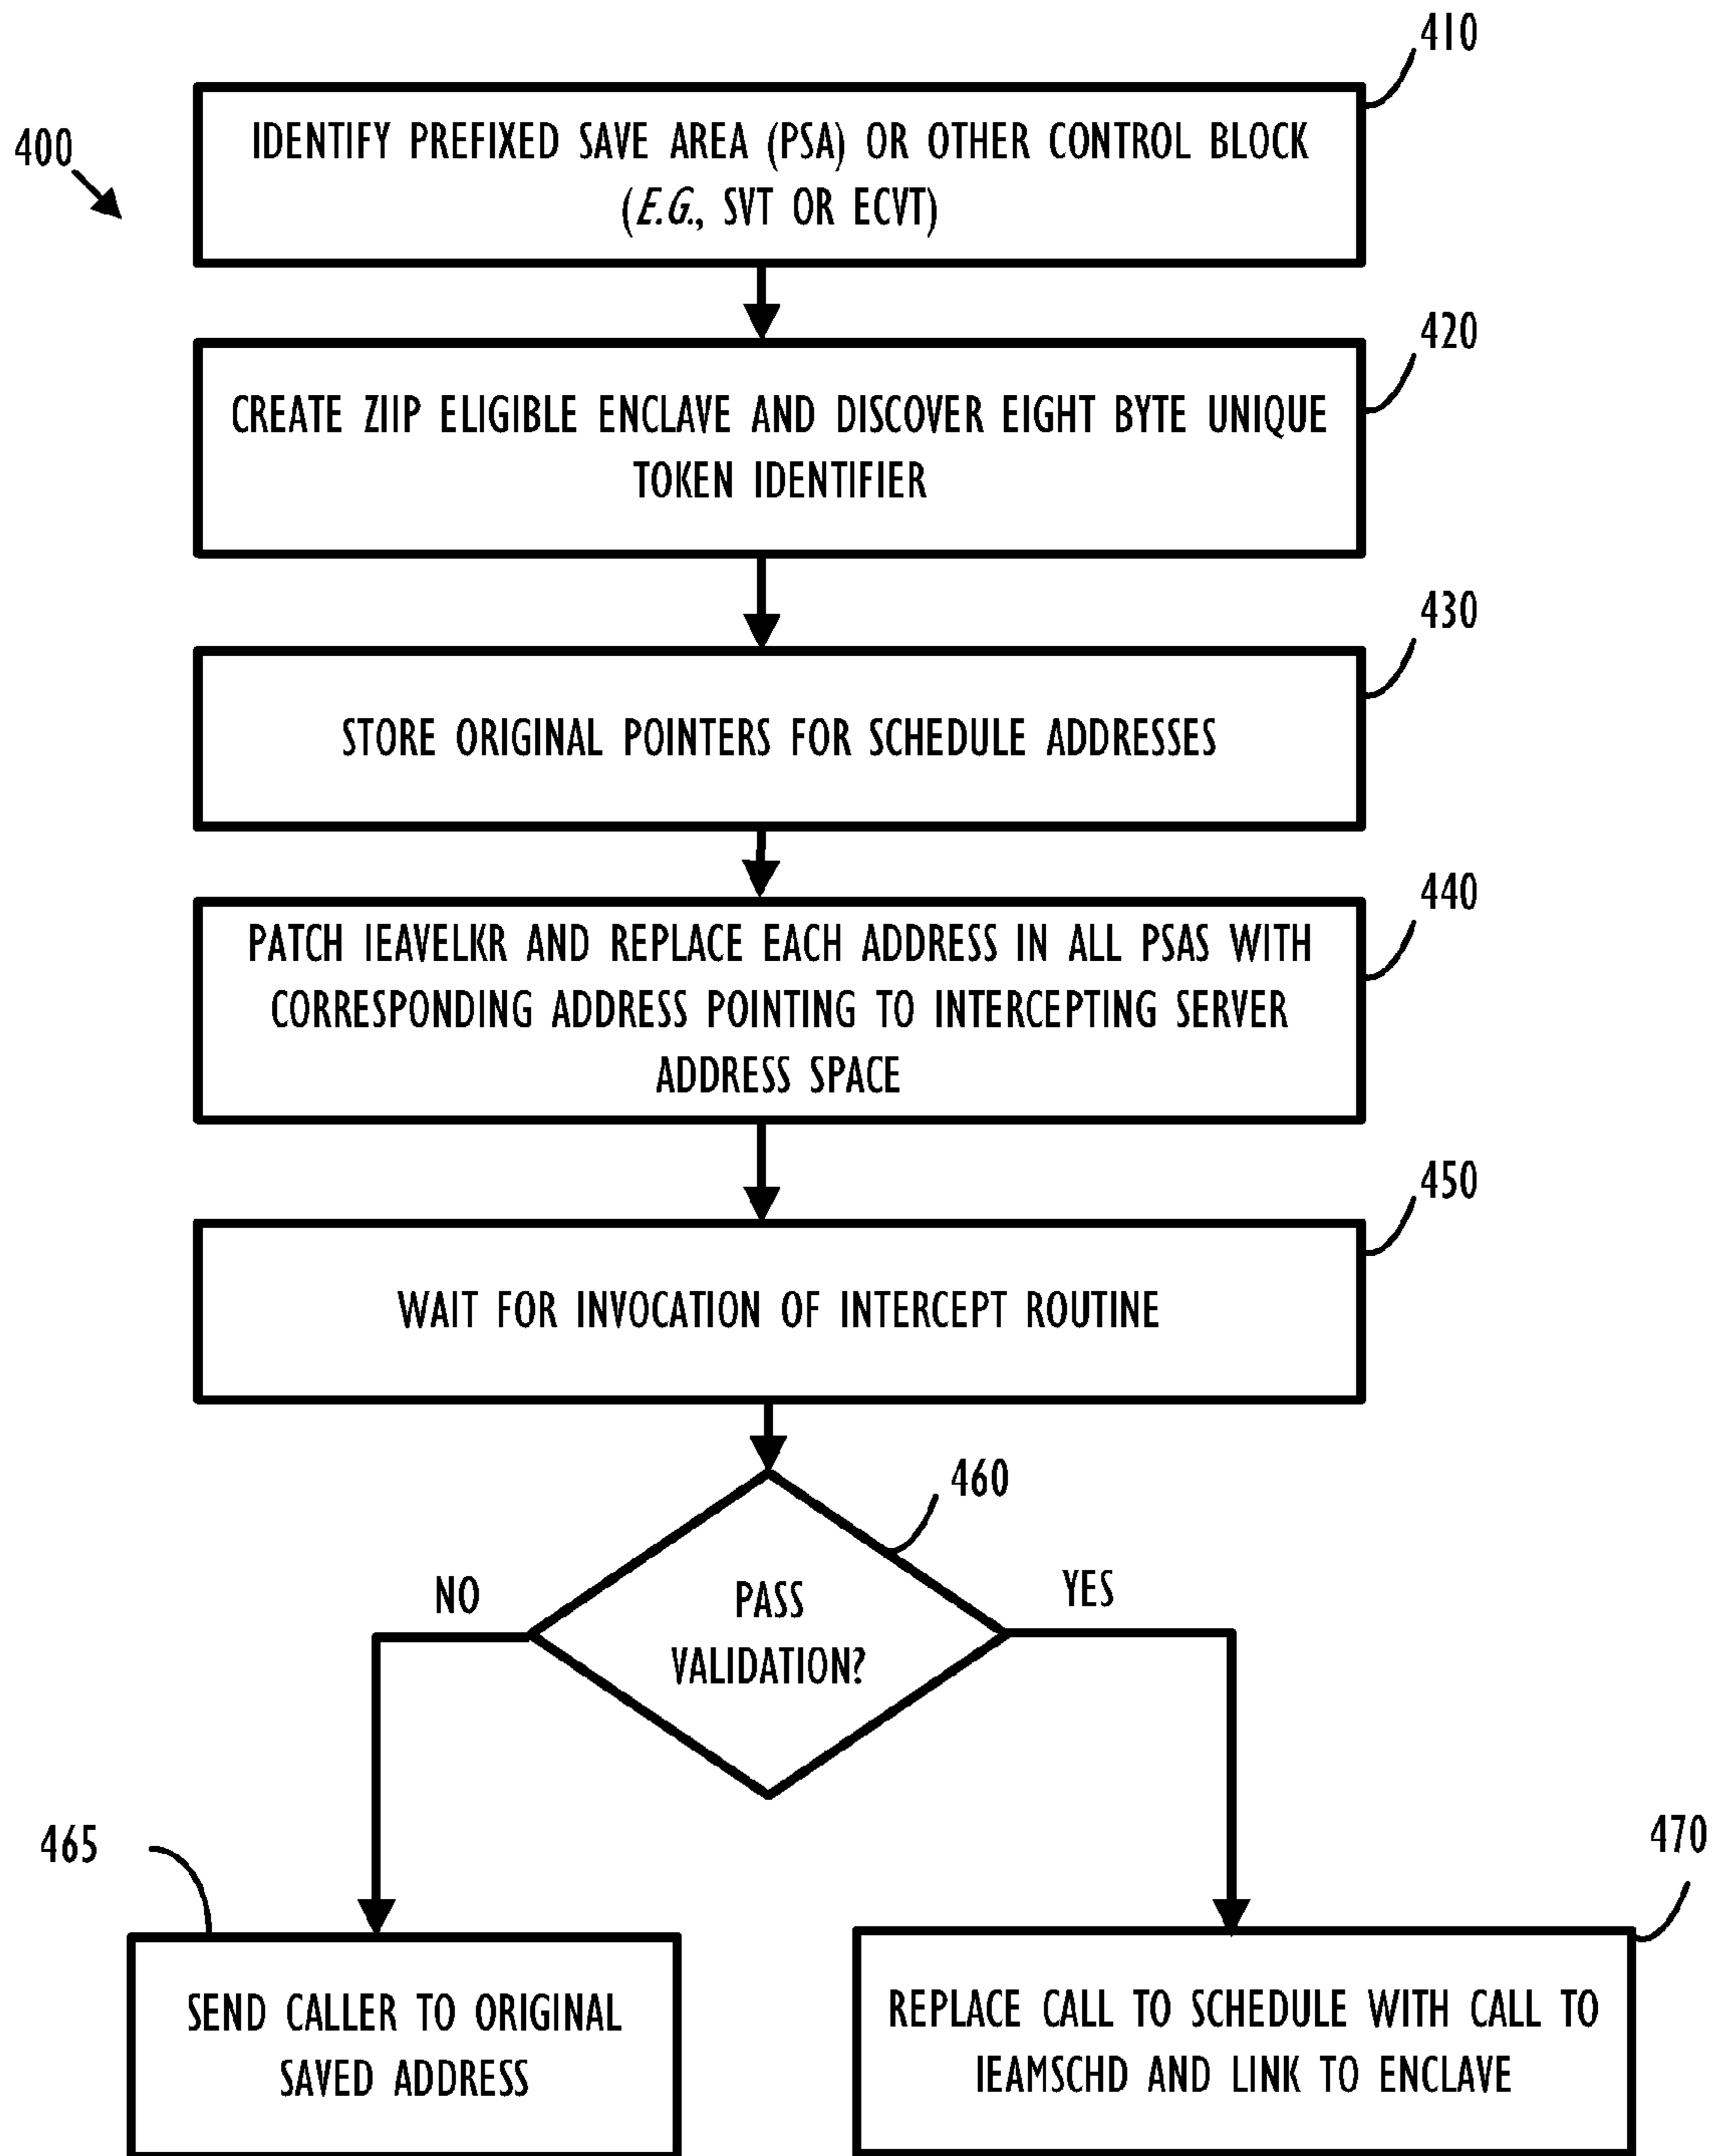 410
400
IDENTIFY PREFIXED SAVE AREA (PSA) OR OTHER CONTROL BLOCK
(E.G., SVT OR ECVT)
420
CREATE ZIIP ELIGIBLE ENCLAVE AND DISCOVER EIGHT BYTE UNIQUE
TOKEN IDENTIFIER
430
STORE ORIGINAL POINTERS FOR SCHEDULE ADDRESSES
440
PATCH IEAVELKR AND REPLACE EACH ADDRESS IN ALL PSAS WITH
CORRESPONDING ADDRESS POINTING TO INTERCEPTING SERVER
ADDRESS SPACE
450
WAIT FOR INVOCATION OF INTERCEPT ROUTINE
460
NO
YES
PASS
VALIDATION?
465
470
SEND CALLER TO ORIGINAL
SAVED ADDRESS
REPLACE CALL TO SCHEDULE WITH CALL TO
IEAMSCHD AND LINK TO ENCLAVE